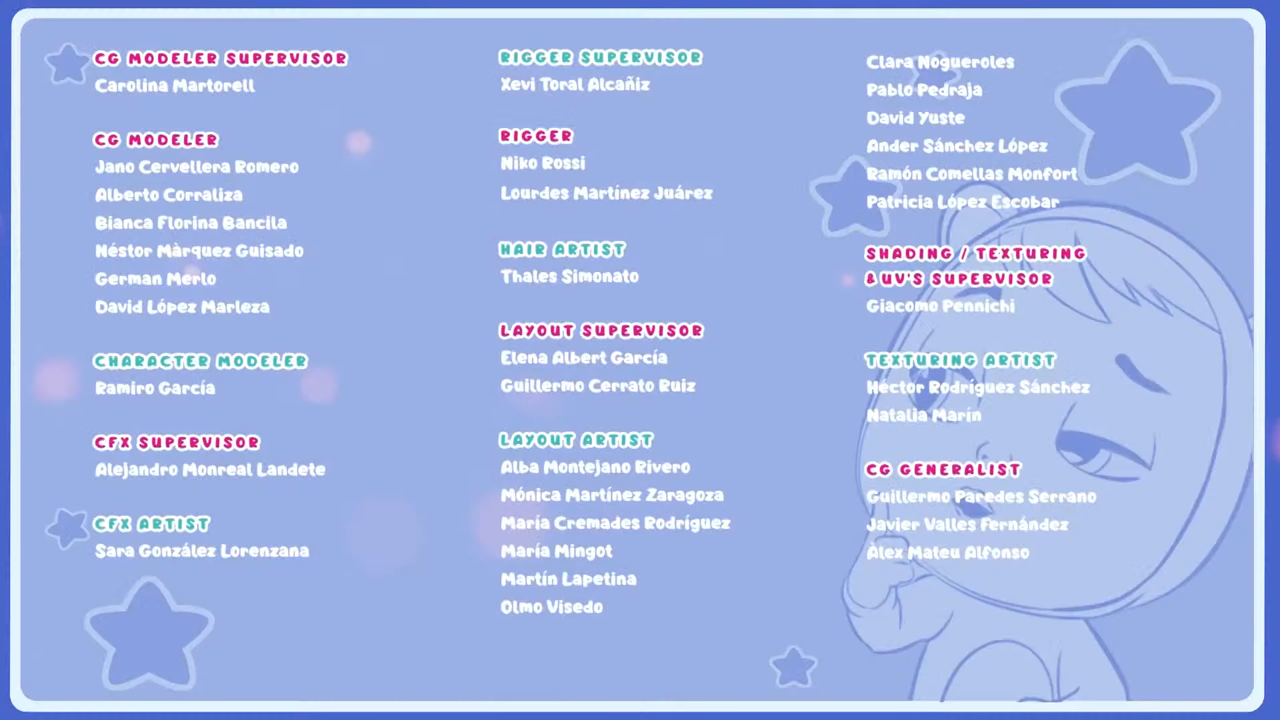 CG MODELER SUPERVISOR
Carolina Martorell
CG MODELER
Jano Cervellera Romero
Alberto Corraliza
Bianca Florina Bancila
Néstor Màrquez Guisado
German Merlo
David López Marleza
CHARACTER MODELER
Ramiro García
CFX SUPERVISOR
Alejandro Monreal Landete
CFX ARTIST
Sara González Lorenzana
RIGGER SUPERVISOR
Xevi Toral Alcañiz
RIGGER
Niko Rossi
Lourdes Martínez Juárez
HAIR ARTIST
Thales Simonato
LAYOUT SUPERVISOR
Elena Albert García
Guillermo Cerrato Ruiz
LAYOUT ARTIST
Alba Montejano Rivero
Mónica Martínez Zaragoza
María Cremades Rodríguez
María Mingot
Martín Lapetina
Olmo Visedo
Clara Nogueroles
Pablo Pedraja
David Yuste
Ander Sánchez López
Ramón Comellas Monfort
Patricia López Escobar
SHADING / TEXTURING
& UV'S SUPERVISOR
Giacomo Pennichi
TEXTURING ARTIST
Héctor Rodríguez Sánchez
Natalia Marín
CG GENERALIST
Guillermo Paredes Serrano
Javier Valles Fernández
Àlex Mateu Alfonso